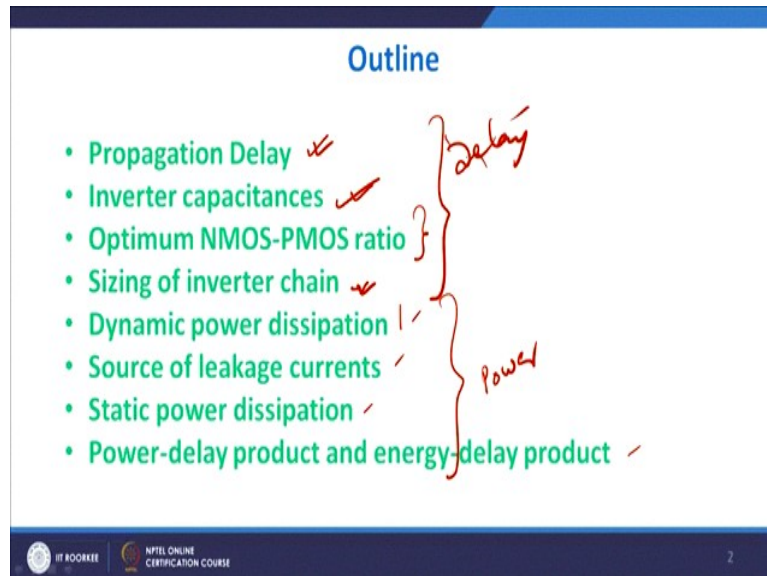 Outline
• Propagation Delay
• Inverter capacitances
• Optimum NMOS-PMOS ratio
• Sizing of inverter chain
• Dynamic power dissipation
• Source of leakage currents
• Static power dissipation
• Power-delay product and energy-delay product
Delay
Power
IIT ROORKEE
NPTEL ONLINE
CERTIFICATION COURSE
2